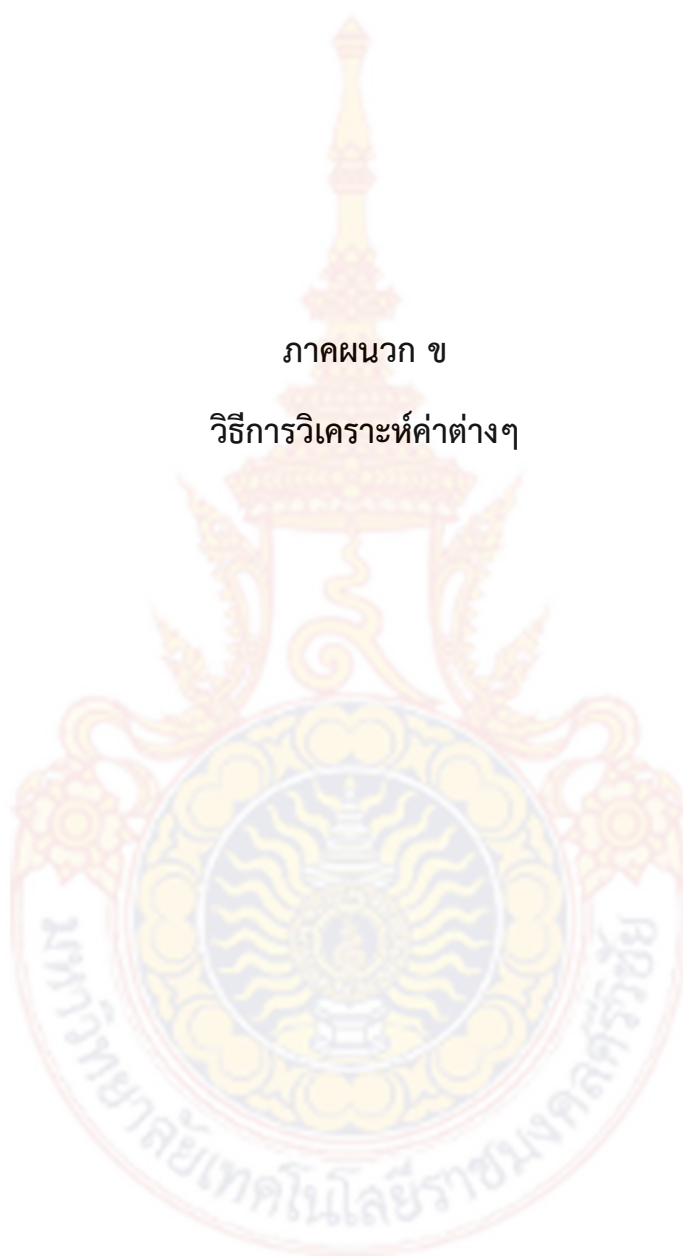 ภาคผนวก ข
วิธีการวิเคราะห์ค่าต่างๆ
มหาวิทยาลัยเทคโนโลยีราชมงคลศรีวิชัย